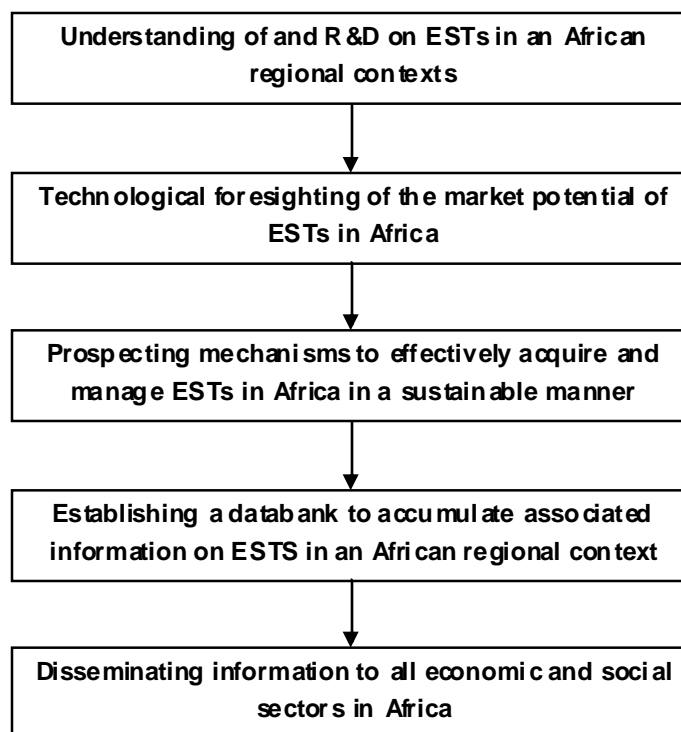 Understanding of and R&D on ESTs in an African
regional contexts
Technological foresighting of the market potential of
ESTs in Africa
Prospecting mechanisms to effectively acquire and
manage ESTs in Africa in a sustainable manner
Establishing a databank to accumulate associated
information on ESTS in an African regional context
Disseminating information to all economic and social
sectors in Africa